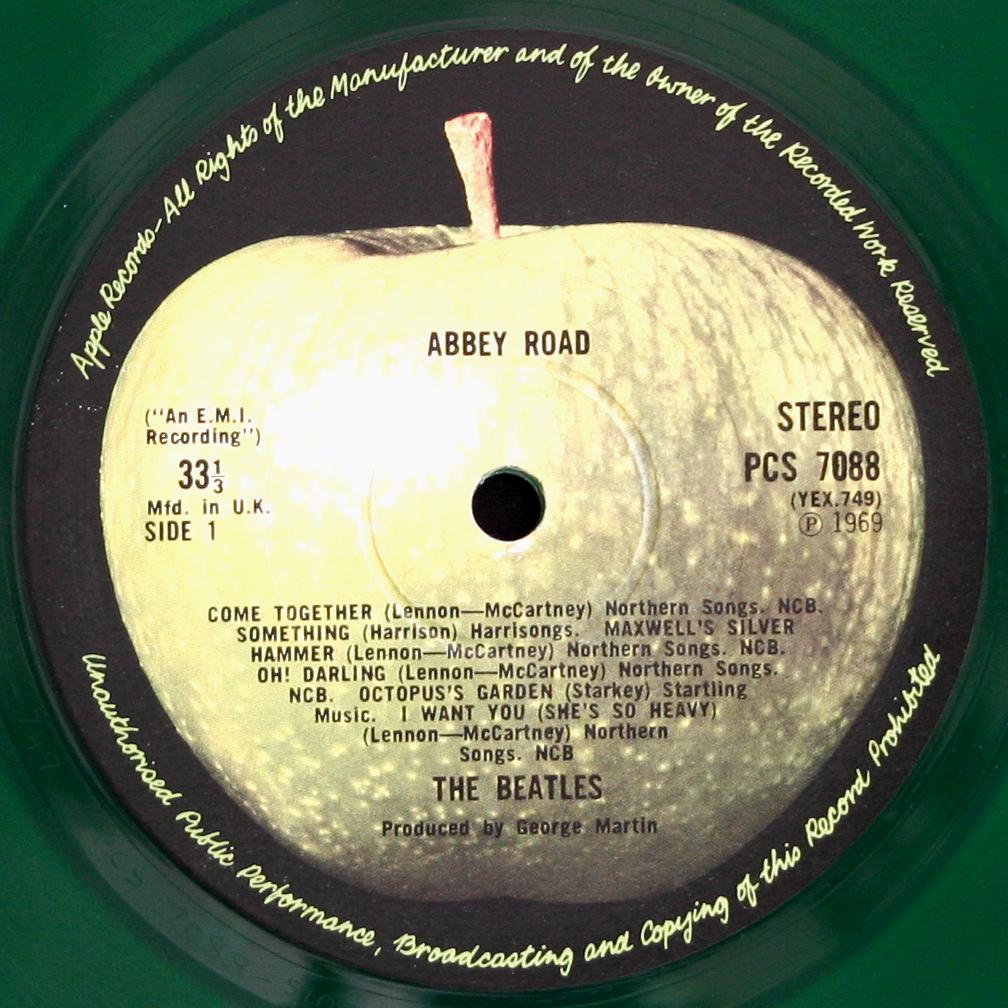 Apple Records–All Rights of the Manufacturer and of the Owner of the Recorded Work Reserved
ABBEY ROAD
("An E.M.I.
Recording")
33⅓
Mfd. in U.K.
SIDE 1
STEREO
PCS 7088
(YEX.749)
Ⓟ 1969
COME TOGETHER (Lennon—McCartney) Northern Songs. NCB.
SOMETHING (Harrison) Harrisongs. MAXWELL'S SILVER
HAMMER (Lennon—McCartney) Northern Songs. NCB.
OH! DARLING (Lennon—McCartney) Northern Songs.
NCB. OCTOPUS'S GARDEN (Starkey) Startling
Music. I WANT YOU (SHE'S SO HEAVY)
(Lennon—McCartney) Northern
Songs. NCB
THE BEATLES
Produced by George Martin
Unauthorised Public Performance, Broadcasting and Copying of this Record Prohibited